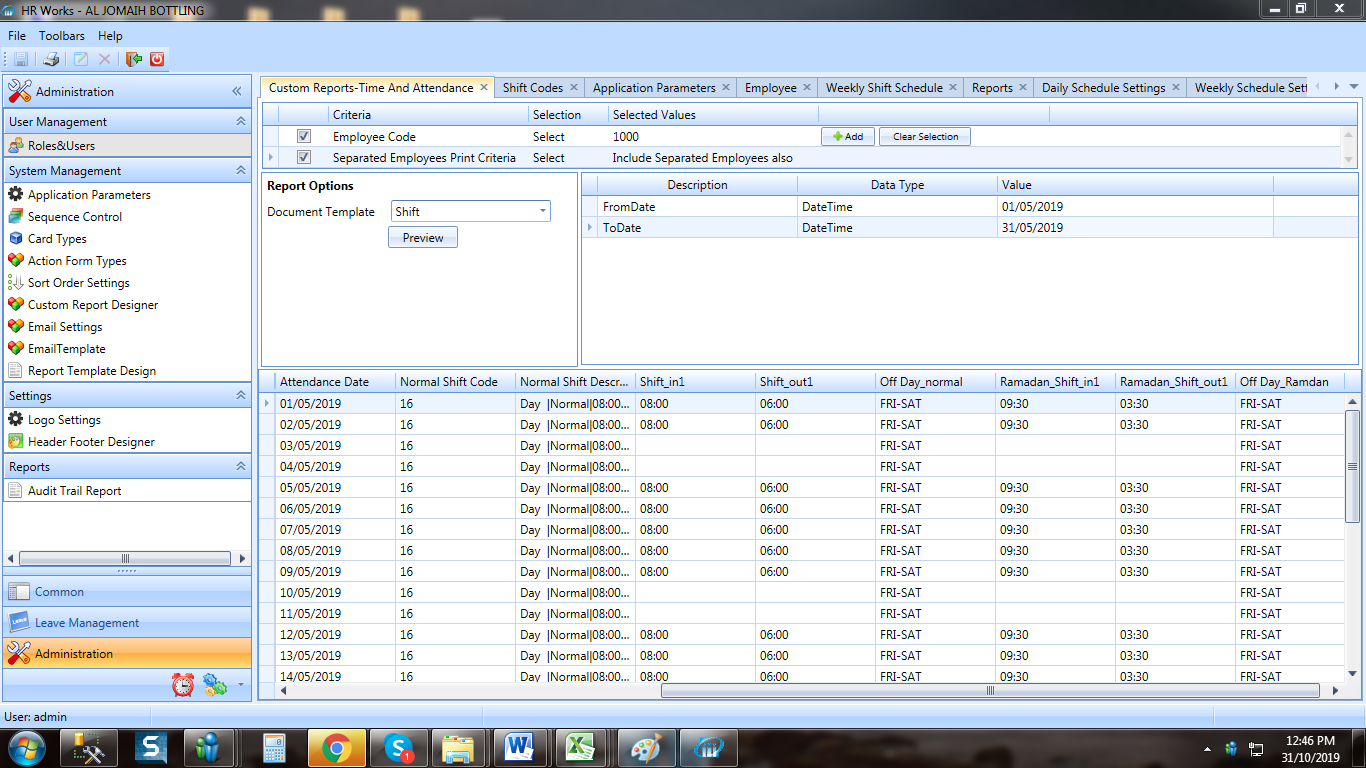 HR Works - AL JOMAIH BOTTLING
File Toolbars Help
Administration
User Management
Roles&Users
System Management
Application Parameters
Sequence Control
Card Types
Action Form Types
Sort Order Settings
Custom Report Designer
Email Settings
EmailTemplate
Report Template Design
Settings
Logo Settings
Header Footer Designer
Reports
Audit Trail Report
Common
Leave Management
Administration
Custom Reports-Time And Attendance Shift Codes Application Parameters Employee Weekly Shift Schedule Reports Daily Schedule Settings Weekly Schedule Sett
Criteria Selection Selected Values
Employee Code Select 1000 Add Clear Selection
Separated Employees Print Criteria Select Include Separated Employees also
Report Options
Document Template Shift
Preview
Description Data Type Value
FromDate DateTime 01/05/2019
ToDate DateTime 31/05/2019
Attendance Date Normal Shift Code Normal Shift Descr... Shift_in1 Shift_out1 Off Day_normal Ramadan_Shift_in1 Ramadan_Shift_out1 Off Day_Ramdan
01/05/2019 16 Day |Normal|08:00... 08:00 06:00 FRI-SAT 09:30 03:30 FRI-SAT
02/05/2019 16 Day |Normal|08:00... 08:00 06:00 FRI-SAT 09:30 03:30 FRI-SAT
03/05/2019 16 Day |Normal|08:00... FRI-SAT FRI-SAT
04/05/2019 16 Day |Normal|08:00... FRI-SAT FRI-SAT
05/05/2019 16 Day |Normal|08:00... 08:00 06:00 FRI-SAT 09:30 03:30 FRI-SAT
06/05/2019 16 Day |Normal|08:00... 08:00 06:00 FRI-SAT 09:30 03:30 FRI-SAT
07/05/2019 16 Day |Normal|08:00... 08:00 06:00 FRI-SAT 09:30 03:30 FRI-SAT
08/05/2019 16 Day |Normal|08:00... 08:00 06:00 FRI-SAT 09:30 03:30 FRI-SAT
09/05/2019 16 Day |Normal|08:00... 08:00 06:00 FRI-SAT 09:30 03:30 FRI-SAT
10/05/2019 16 Day |Normal|08:00... FRI-SAT FRI-SAT
11/05/2019 16 Day |Normal|08:00... FRI-SAT FRI-SAT
12/05/2019 16 Day |Normal|08:00... 08:00 06:00 FRI-SAT 09:30 03:30 FRI-SAT
13/05/2019 16 Day |Normal|08:00... 08:00 06:00 FRI-SAT 09:30 03:30 FRI-SAT
14/05/2019 16 Day |Normal|08:00... 08:00 06:00 FRI-SAT 09:30 03:30 FRI-SAT
User: admin
12:46 PM
31/10/2019